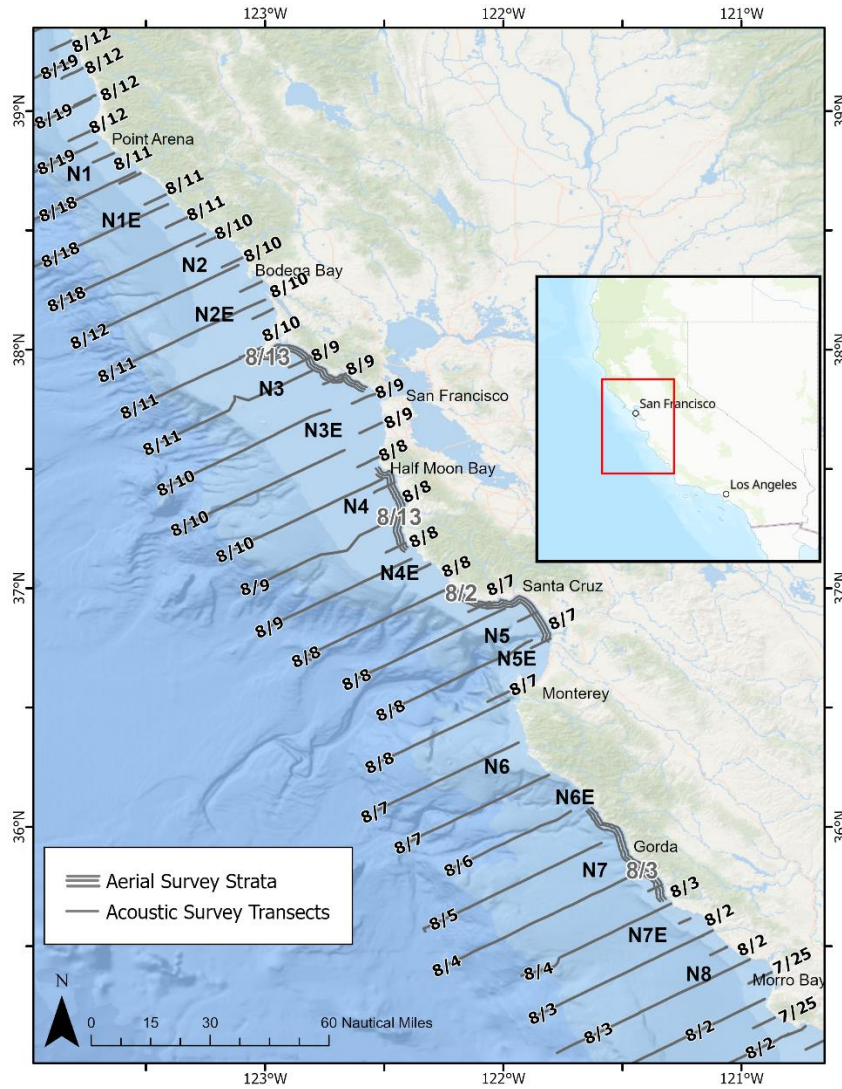 123°W
122°W
121°W
8/12
8/19
8/12
39°N
39°N
8/12
8/19
8/12
Point Arena
8/19
8/11
N1
8/11
8/18
N1E
8/11
8/10
8/18
N2
8/10
Bodega Bay
8/18
8/10
N2E
8/12
8/10
38°N
38°N
8/13
8/9
8/11
8/9
N3
8/9
San Francisco
8/11
8/9
N3E
8/11
8/8
Half Moon Bay
8/10
8/8
N4
8/13
8/10
8/8
8/10
N4E
8/8
37°N
37°N
8/9
8/2
8/7
Santa Cruz
8/9
8/7
N5
8/8
N5E
8/8
8/7
Monterey
8/8
8/8
N6
8/7
N6E
36°N
36°N
8/7
Gorda
8/6
N7
8/3
8/3
8/5
8/2
N7E
8/4
8/2
8/4
N8
7/25
Morro Bay
8/3
7/25
8/3
8/2
8/2
San Francisco
Los Angeles
Aerial Survey Strata
Acoustic Survey Transects
N
0 15 30 60 Nautical Miles
123°W
122°W
121°W